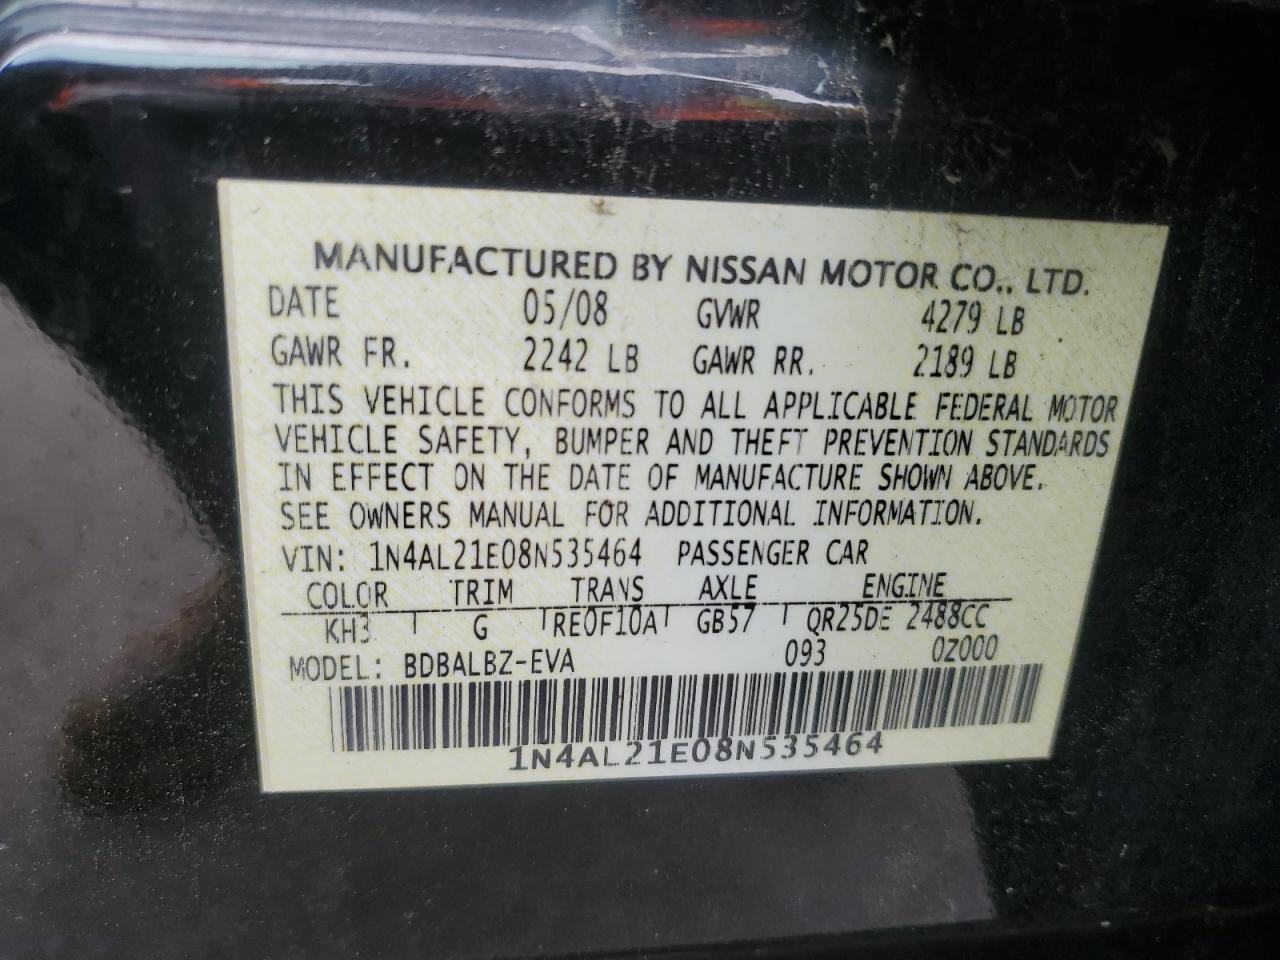 MANUFACTURED BY NISSAN MOTOR CO., LTD.
DATE 05/08 GVWR 4279 LB
GAWR FR. 2242 LB GAWR RR. 2189 LB
THIS VEHICLE CONFORMS TO ALL APPLICABLE FEDERAL MOTOR
VEHICLE SAFETY, BUMPER AND THEFT PREVENTION STANDARDS
IN EFFECT ON THE DATE OF MANUFACTURE SHOWN ABOVE.
SEE OWNERS MANUAL FOR ADDITIONAL INFORMATION.
VIN: 1N4AL21E08N535464 PASSENGER CAR
COLOR TRIM TRANS AXLE ENGINE
KH3 G RE0F10A GB57 QR25DE 2488CC
MODEL: BDBALBZ-EVA 093 0Z000
1N4AL21E08N535464